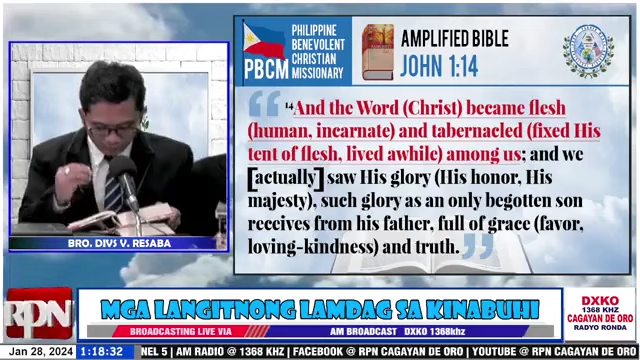 PBCM
PHILIPPINE
BENEVOLENT
CHRISTIAN
MISSIONARY
AMPLIFIED BIBLE
JOHN 1:14
14And the Word (Christ) became flesh
(human, incarnate) and tabernacled (fixed His
tent of flesh, lived awhile) among us; and we
[actually] saw His glory (His honor, His
majesty), such glory as an only begotten son
receives from his father, full of grace (favor,
loving-kindness) and truth.
BRO. DIVS V. RESABA
RPN
MGA LANGITNONG LAMDAG SA KINABUHI
BROADCASTING LIVE VIA AM BROADCAST DXKO 1368khz
DXKO
1368 KHZ
CAGAYAN DE ORO
RADYO RONDA
Jan 28, 2024 1:18:32 NEL 5 | AM RADIO @ 1368 KHZ | FACEBOOK @ RPN CAGAYAN DE ORO | YOUTUBE @ RPN CAGAYAN DE ORO